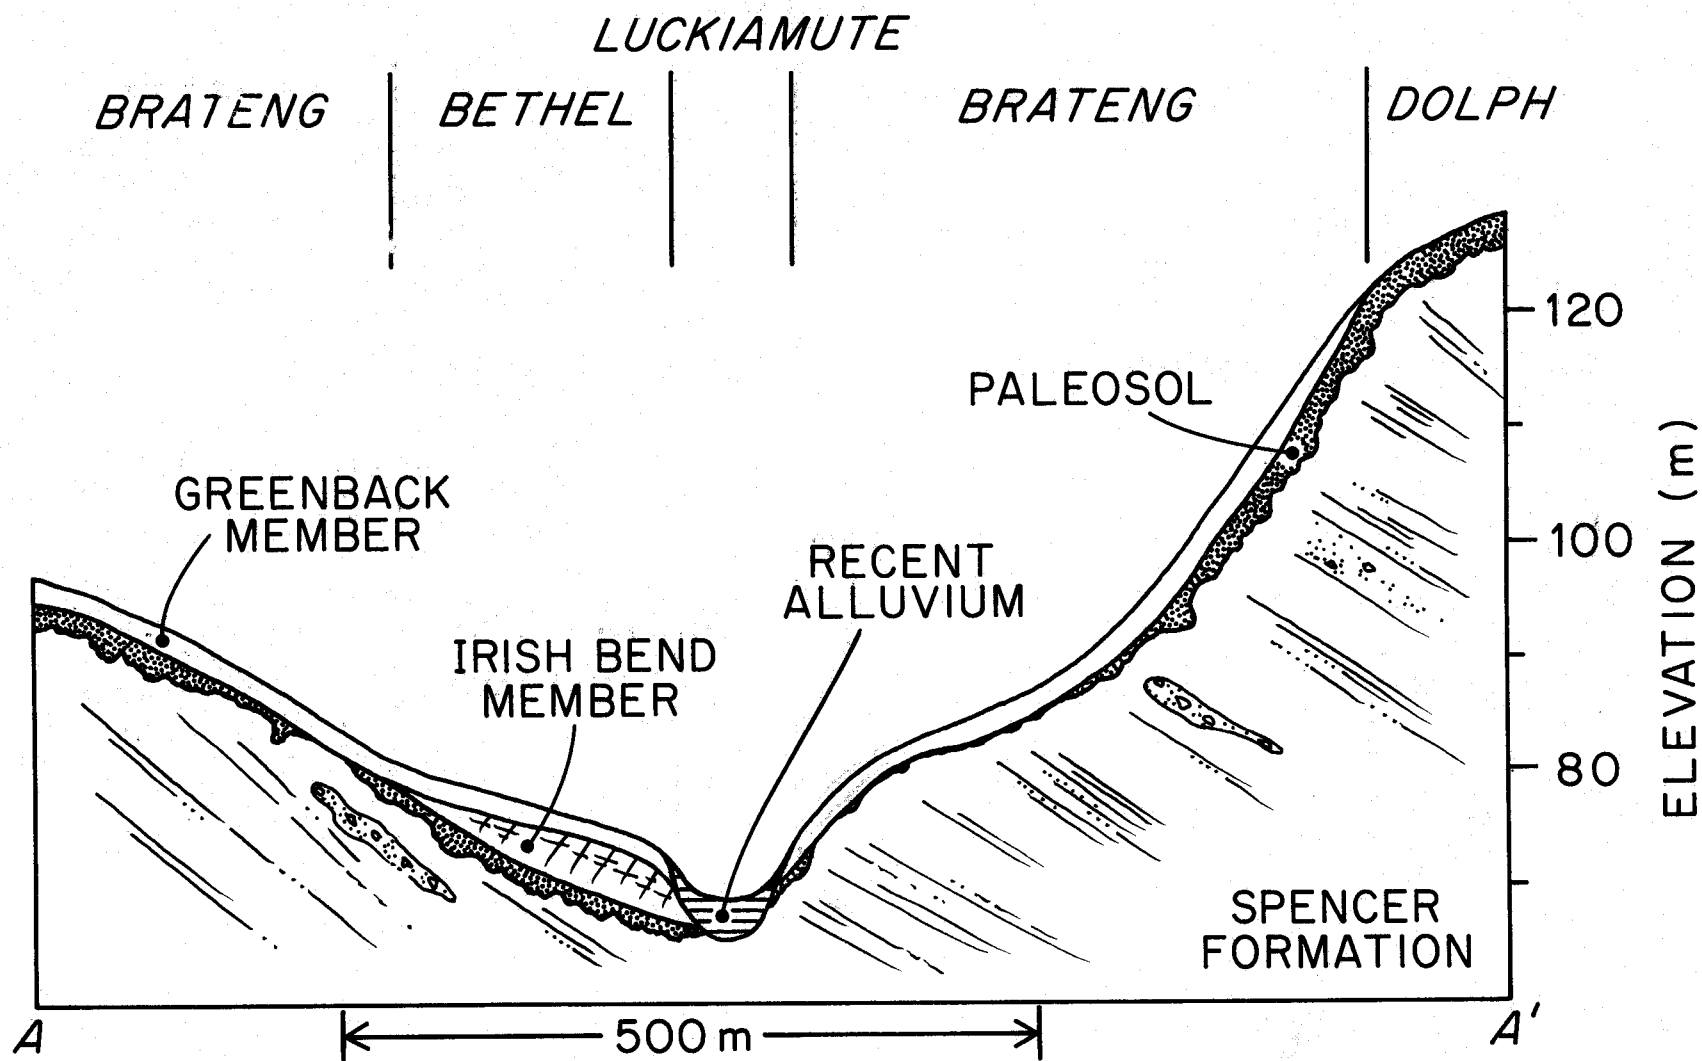 LUCKIAMUTE
BRATENG
BETHEL
BRATENG
DOLPH
120
PALEOSOL
GREENBACK
MEMBER
100
RECENT
ALLUVIUM
IRISH BEND
MEMBER
80
ELEVATION (m)
SPENCER
FORMATION
A
500 m
A'